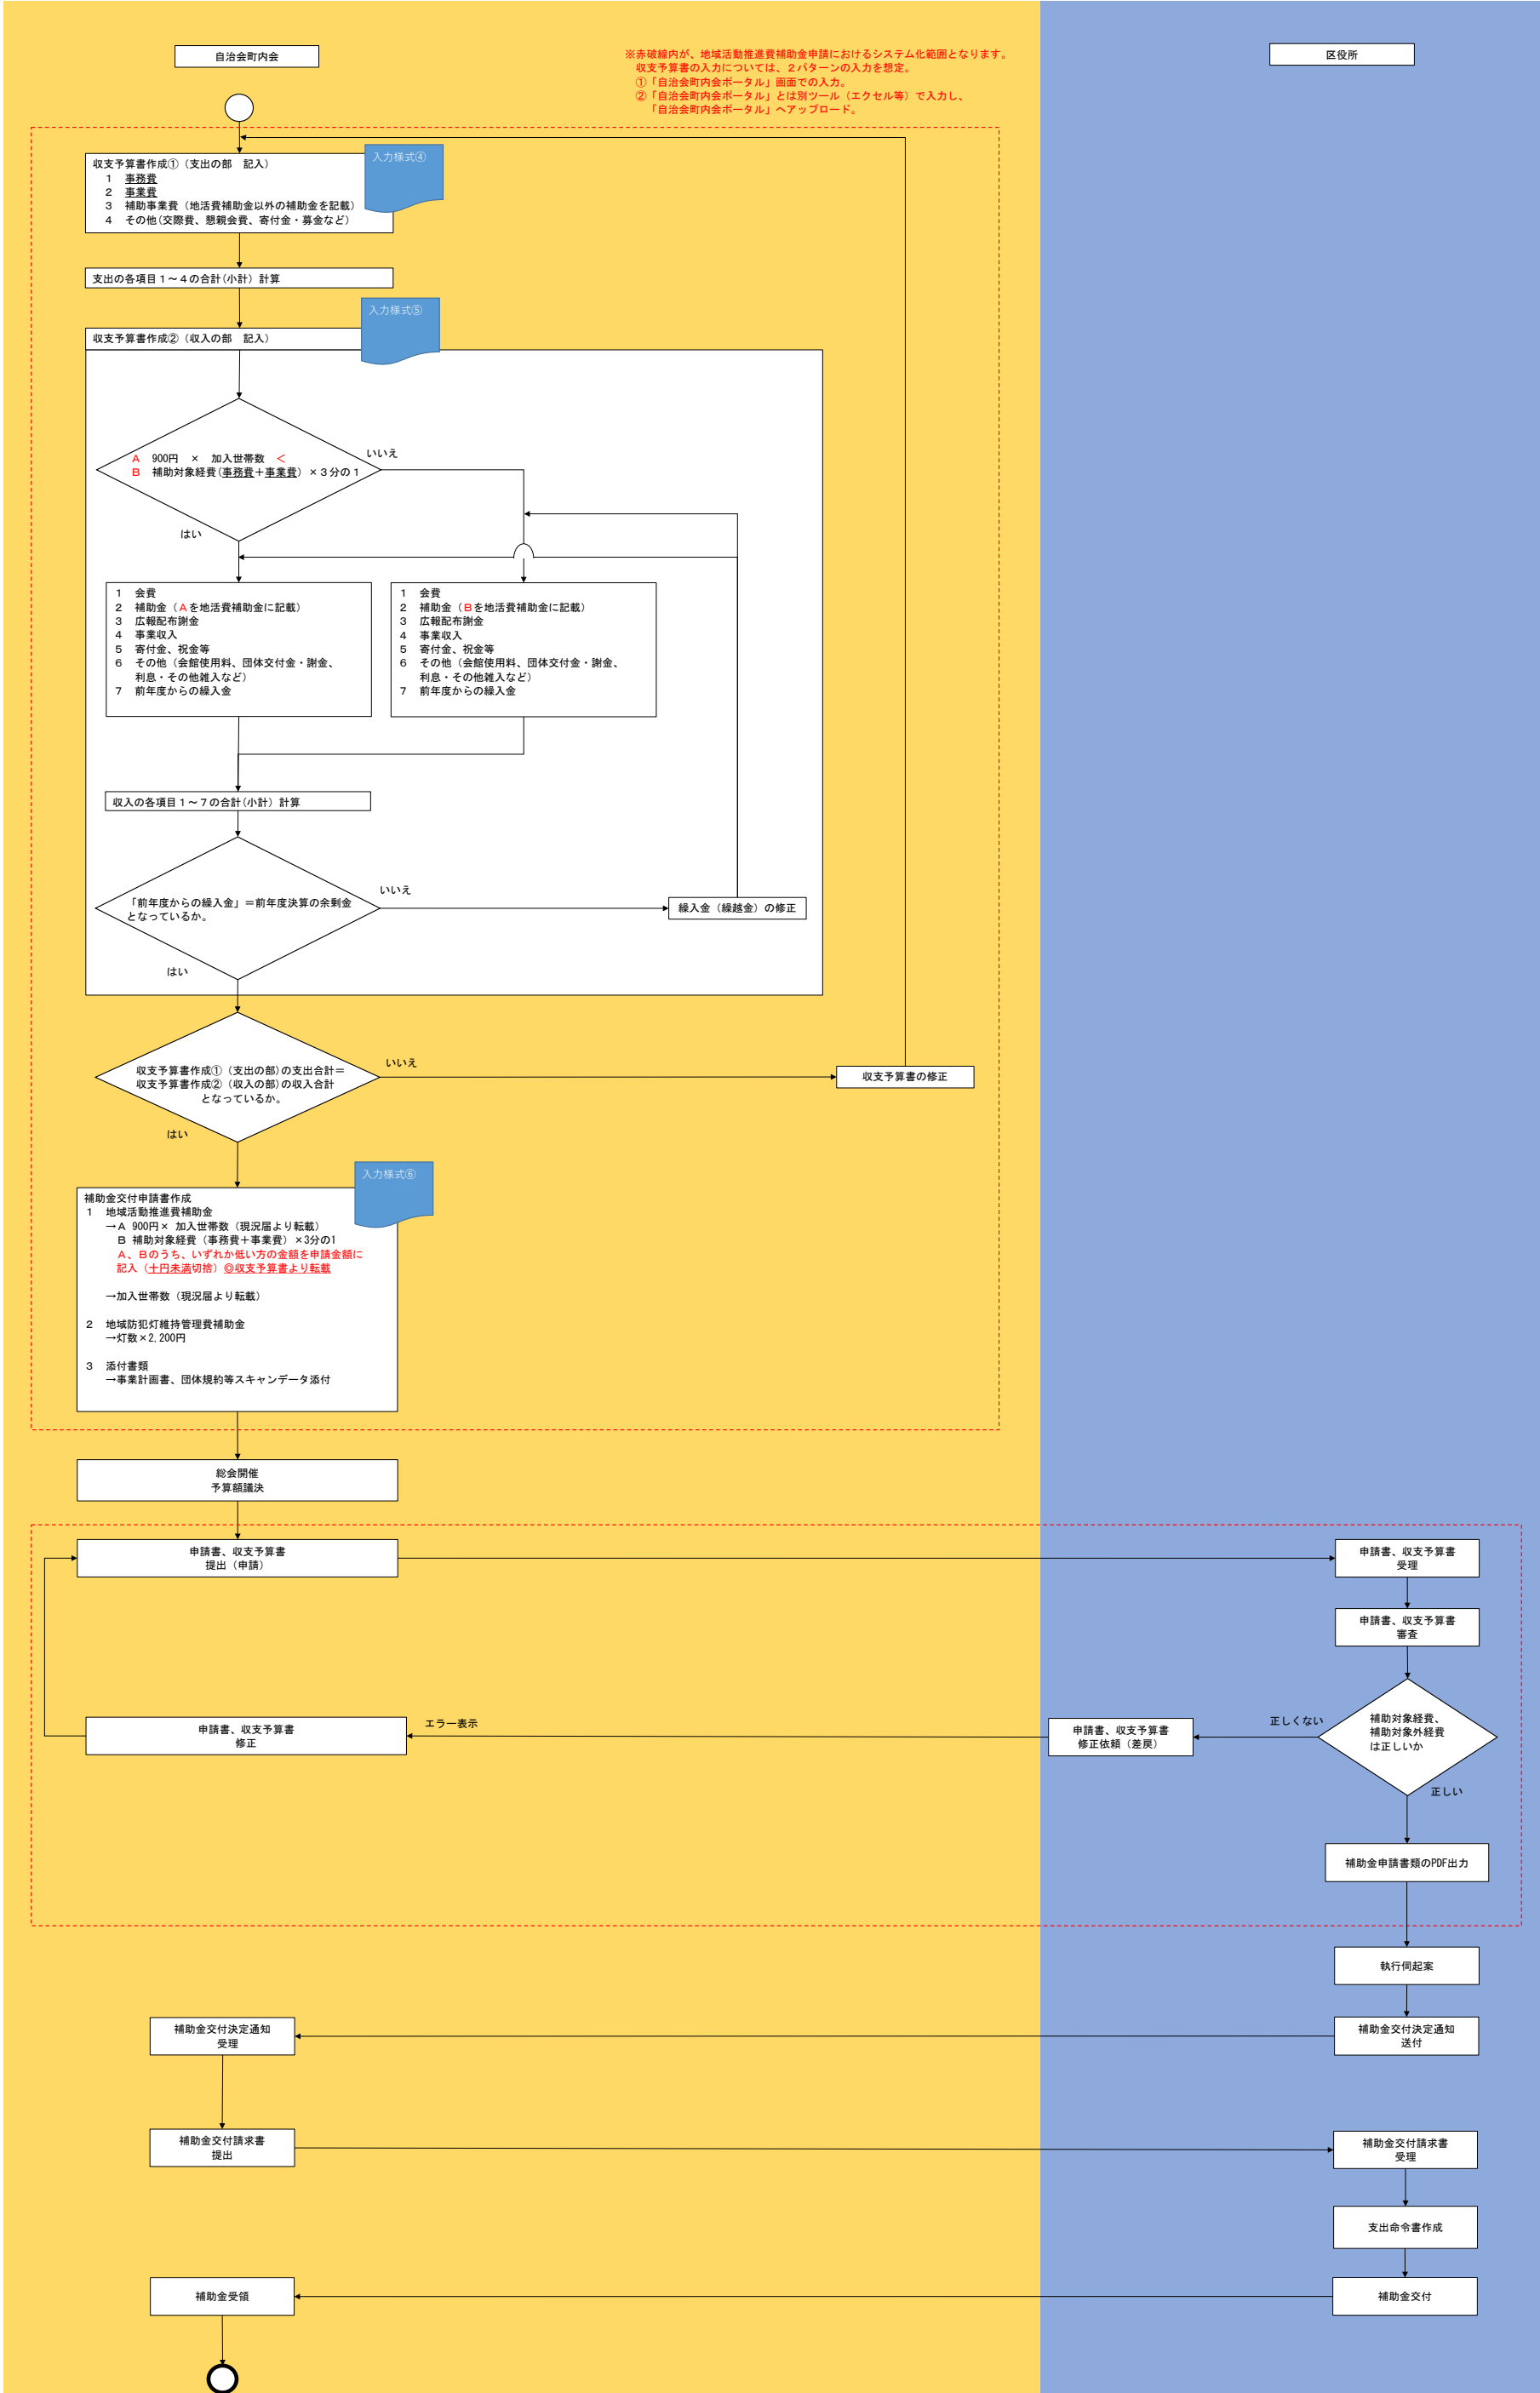 自治会町内会
※赤破線内が、地域活動推進費補助金申請におけるシステム化範囲となります。
収支予算書の入力については、２パターンの入力を想定。
①「自治会町内会ポータル」画面での入力。
②「自治会町内会ポータル」とは別ツール（エクセル等）で入力し、
「自治会町内会ポータル」へアップロード。
区役所
収支予算書作成①（支出の部　記入）
１　事務費
２　事業費
３　補助事業費（地活費補助金以外の補助金を記載）
４　その他(交際費、懇親会費、寄付金・募金など）
入力様式④
支出の各項目１～４の合計(小計）計算
入力様式⑤
収支予算書作成②（収入の部　記入）
A　900円　×　加入世帯数　＜
B　補助対象経費(事務費＋事業費）×３分の１
いいえ
はい
１　会費
２　補助金（Aを地活費補助金に記載）
３　広報配布謝金
４　事業収入
５　寄付金、祝金等
６　その他（会館使用料、団体交付金・謝金、
利息・その他雑入など）
７　前年度からの繰入金
１　会費
２　補助金（Bを地活費補助金に記載）
３　広報配布謝金
４　事業収入
５　寄付金、祝金等
６　その他（会館使用料、団体交付金・謝金、
利息・その他雑入など）
７　前年度からの繰入金
収入の各項目１～７の合計(小計）計算
「前年度からの繰入金」＝前年度決算の余剰金
となっているか。
いいえ
繰入金（繰越金）の修正
はい
収支予算書作成①（支出の部)の支出合計＝
収支予算書作成②（収入の部)の収入合計
となっているか。
いいえ
収支予算書の修正
はい
入力様式⑥
補助金交付申請書作成
１　地域活動推進費補助金
→A 900円× 加入世帯数（現況届より転載）
B 補助対象経費（事務費＋事業費）×3分の1
A、Bのうち、いずれか低い方の金額を申請金額に
記入（十円未満切捨）◎収支予算書より転載
→加入世帯数（現況届より転載）
２　地域防犯灯維持管理費補助金
→灯数×2,200円
３　添付書類
→事業計画書、団体規約等スキャンデータ添付
総会開催
予算額議決
申請書、収支予算書
提出（申請）
申請書、収支予算書
受理
申請書、収支予算書
審査
補助対象経費、
補助対象外経費
は正しいか
正しくない
申請書、収支予算書
修正依頼（差戻）
エラー表示
申請書、収支予算書
修正
正しい
補助金申請書類のPDF出力
執行伺起案
補助金交付決定通知
送付
補助金交付決定通知
受理
補助金交付請求書
提出
補助金交付請求書
受理
支出命令書作成
補助金交付
補助金受領